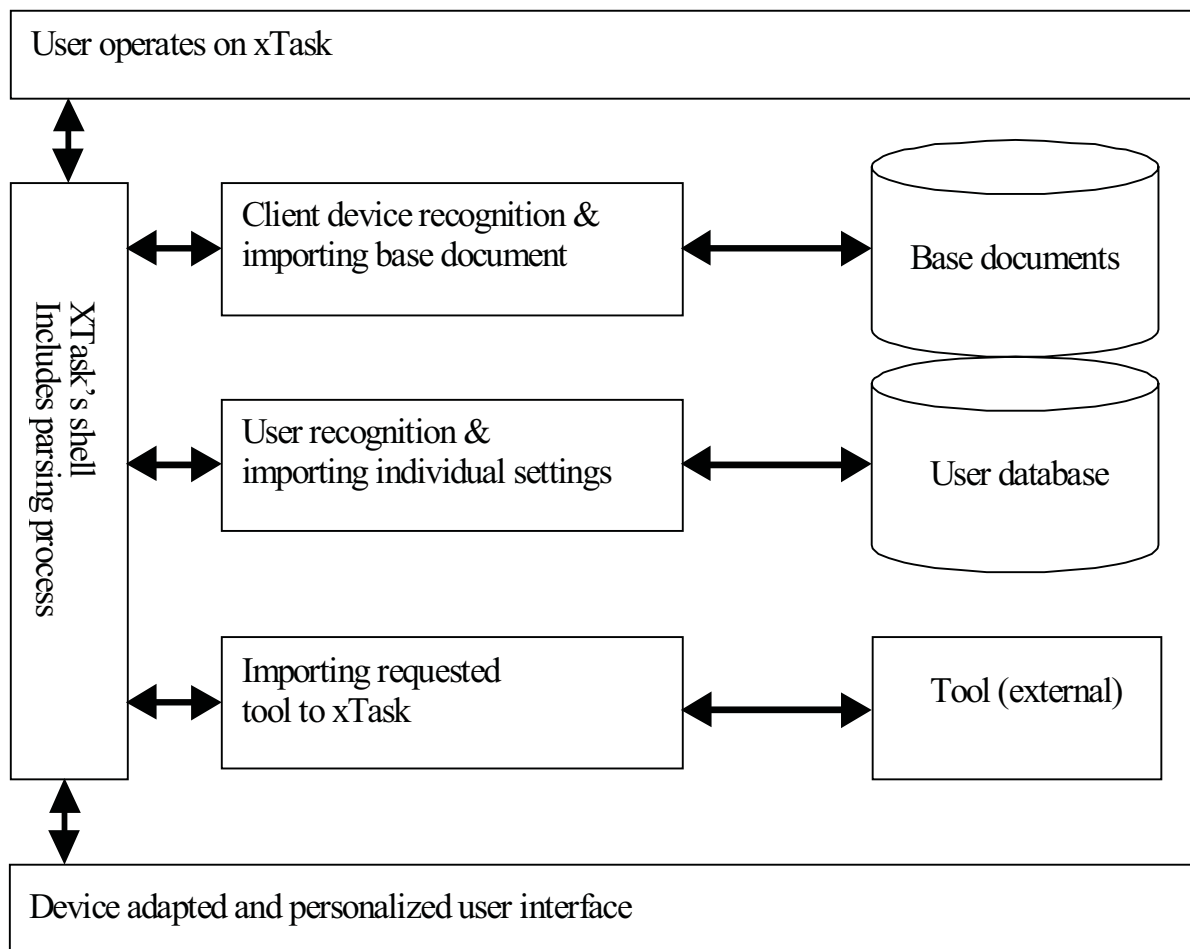 User operates on xTask
Client device recognition &
importing base document
Base documents
XTask's shell
Includes parsing process
User recognition &
importing individual settings
User database
Importing requested
tool to xTask
Tool (external)
Device adapted and personalized user interface